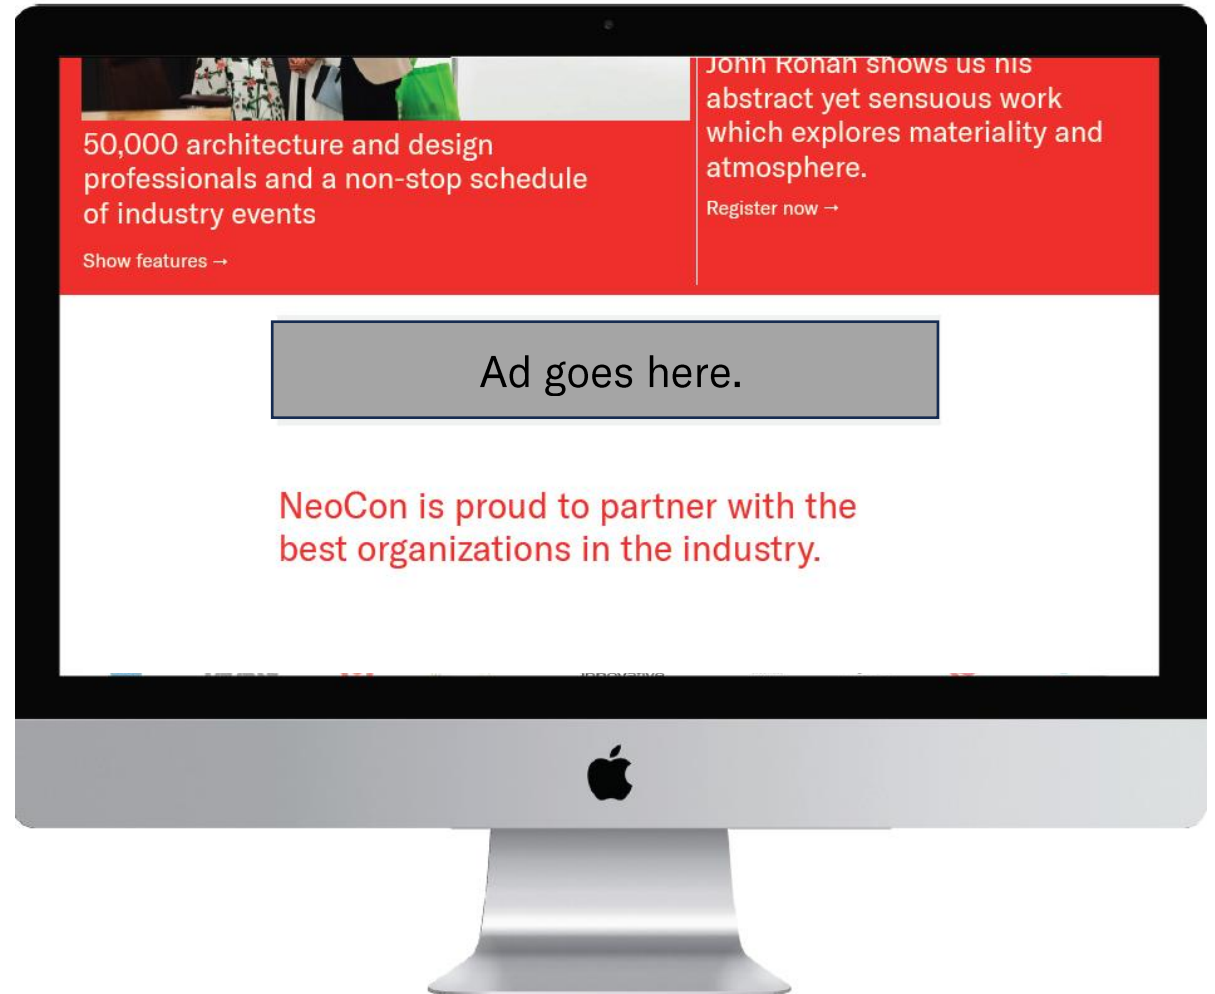 50,000 architecture and design
professionals and a non-stop schedule
of industry events
Show features →
John Ronan shows us his
abstract yet sensuous work
which explores materiality and
atmosphere.
Register now →
Ad goes here.
NeoCon is proud to partner with the
best organizations in the industry.
innovative